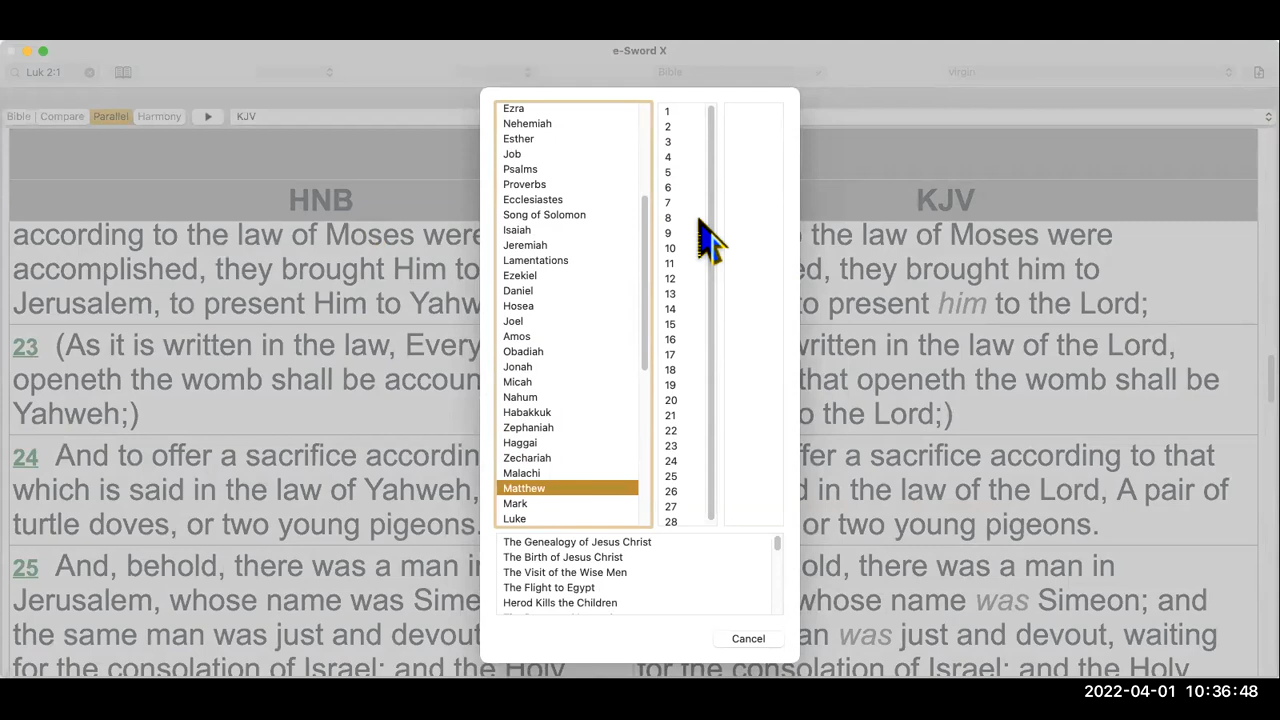 e-Sword X
Luk 2:1
Bible
Virgin
Bible
Compare
Parallel
Harmony
KJV
HNB
KJV
according to the law of Moses were
accomplished, they brought Him to
Jerusalem, to present Him to Yahw
23 (As it is written in the law, Every
openeth the womb shall be accoun
Yahweh;)
24 And to offer a sacrifice accordin
which is said in the law of Yahweh,
turtle doves, or two young pigeons.
25 And, behold, there was a man i
Jerusalem, whose name was Sime
the same man was just and devout
for the consolation of Israel: and the Holy
Ezra
Nehemiah
Esther
Job
Psalms
Proverbs
Ecclesiastes
Song of Solomon
Isaiah
Jeremiah
Lamentations
Ezekiel
Daniel
Hosea
Joel
Amos
Obadiah
Jonah
Micah
Nahum
Habakkuk
Zephaniah
Haggai
Zechariah
Malachi
Matthew
Mark
Luke
1
2
3
4
5
6
7
8
9
10
11
12
13
14
15
16
17
18
19
20
21
22
23
24
25
26
27
28
The Genealogy of Jesus Christ
The Birth of Jesus Christ
The Visit of the Wise Men
The Flight to Egypt
Herod Kills the Children
Cancel
the law of Moses were
ed, they brought him to
to present him to the Lord;
written in the law of the Lord,
that openeth the womb shall be
o the Lord;)
fer a sacrifice according to that
d in the law of the Lord, A pair of
or two young pigeons.
old, there was a man in
whose name was Simeon; and
an was just and devout, waiting
for the consolation of Israel: and the Holy
2022-04-01 10:36:48